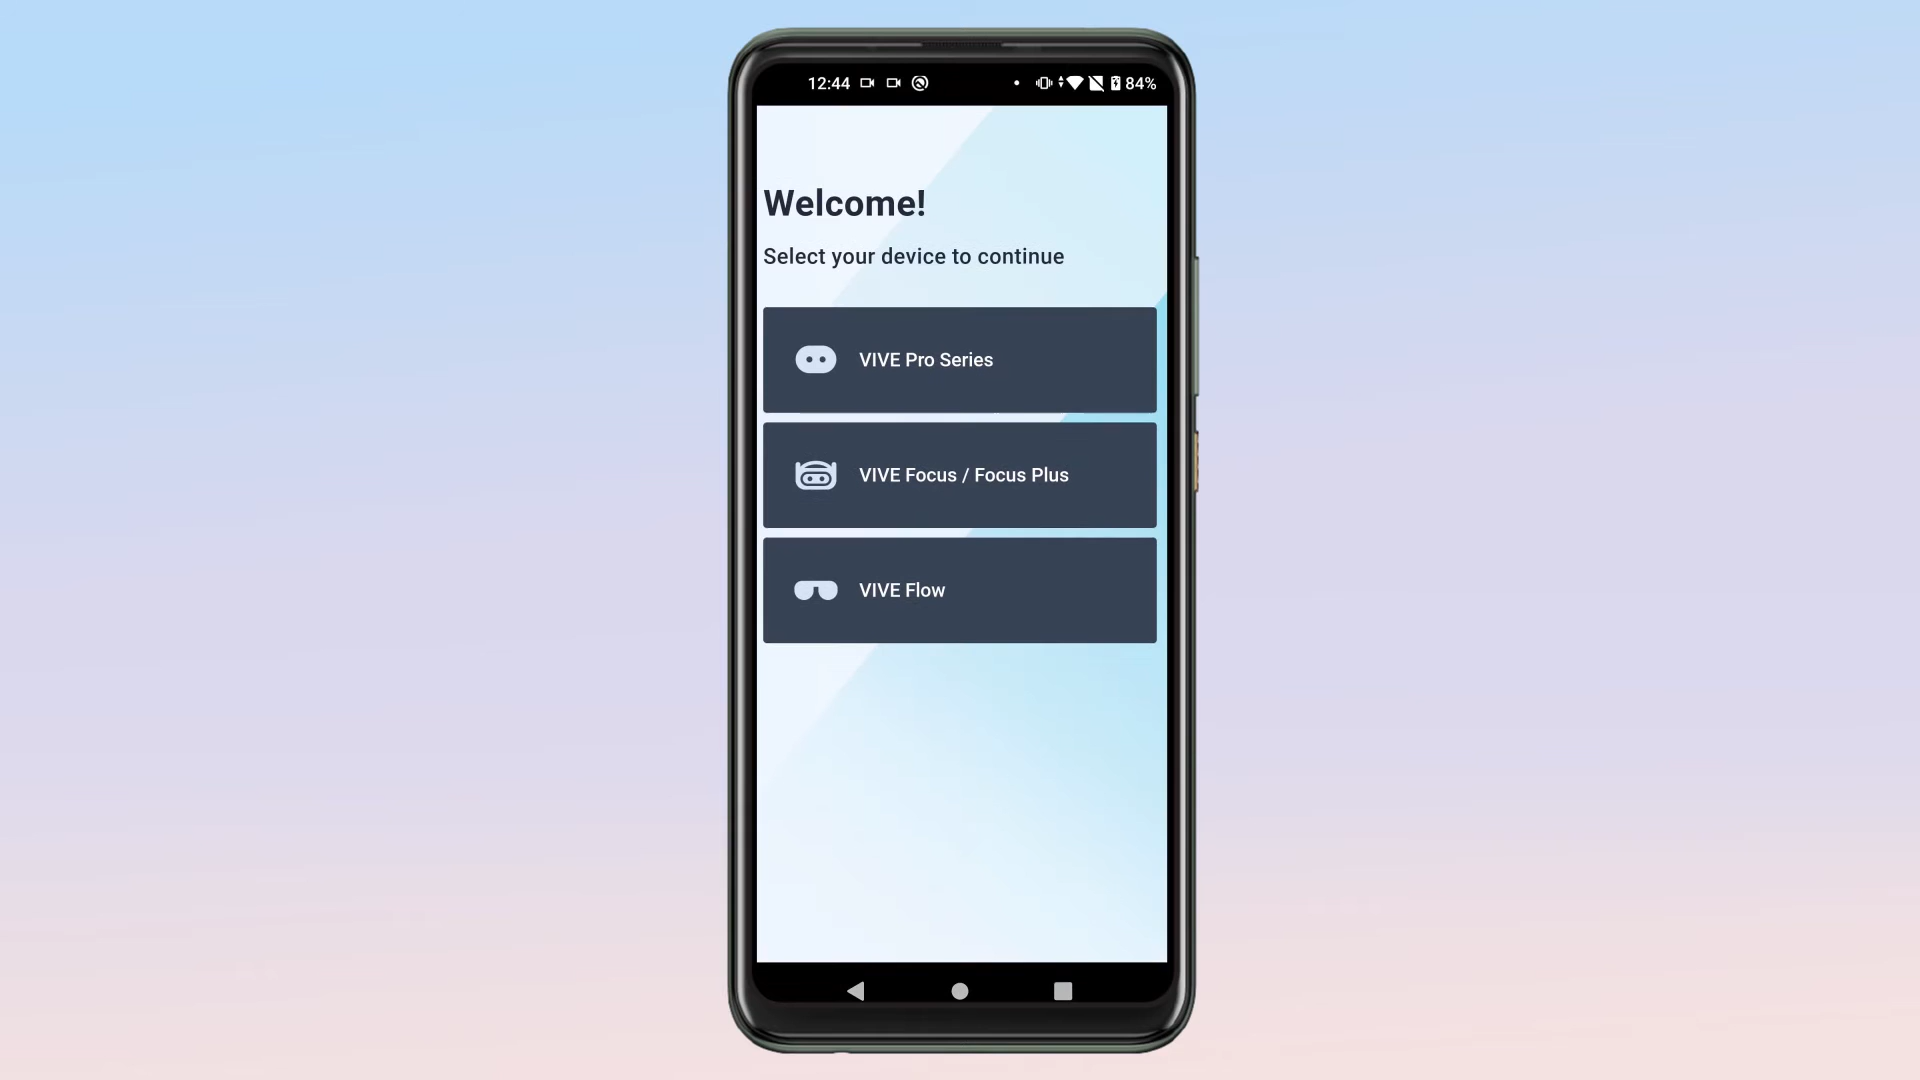 12:44
84%
Welcome!
Select your device to continue
VIVE Pro Series
VIVE Focus / Focus Plus
VIVE Flow